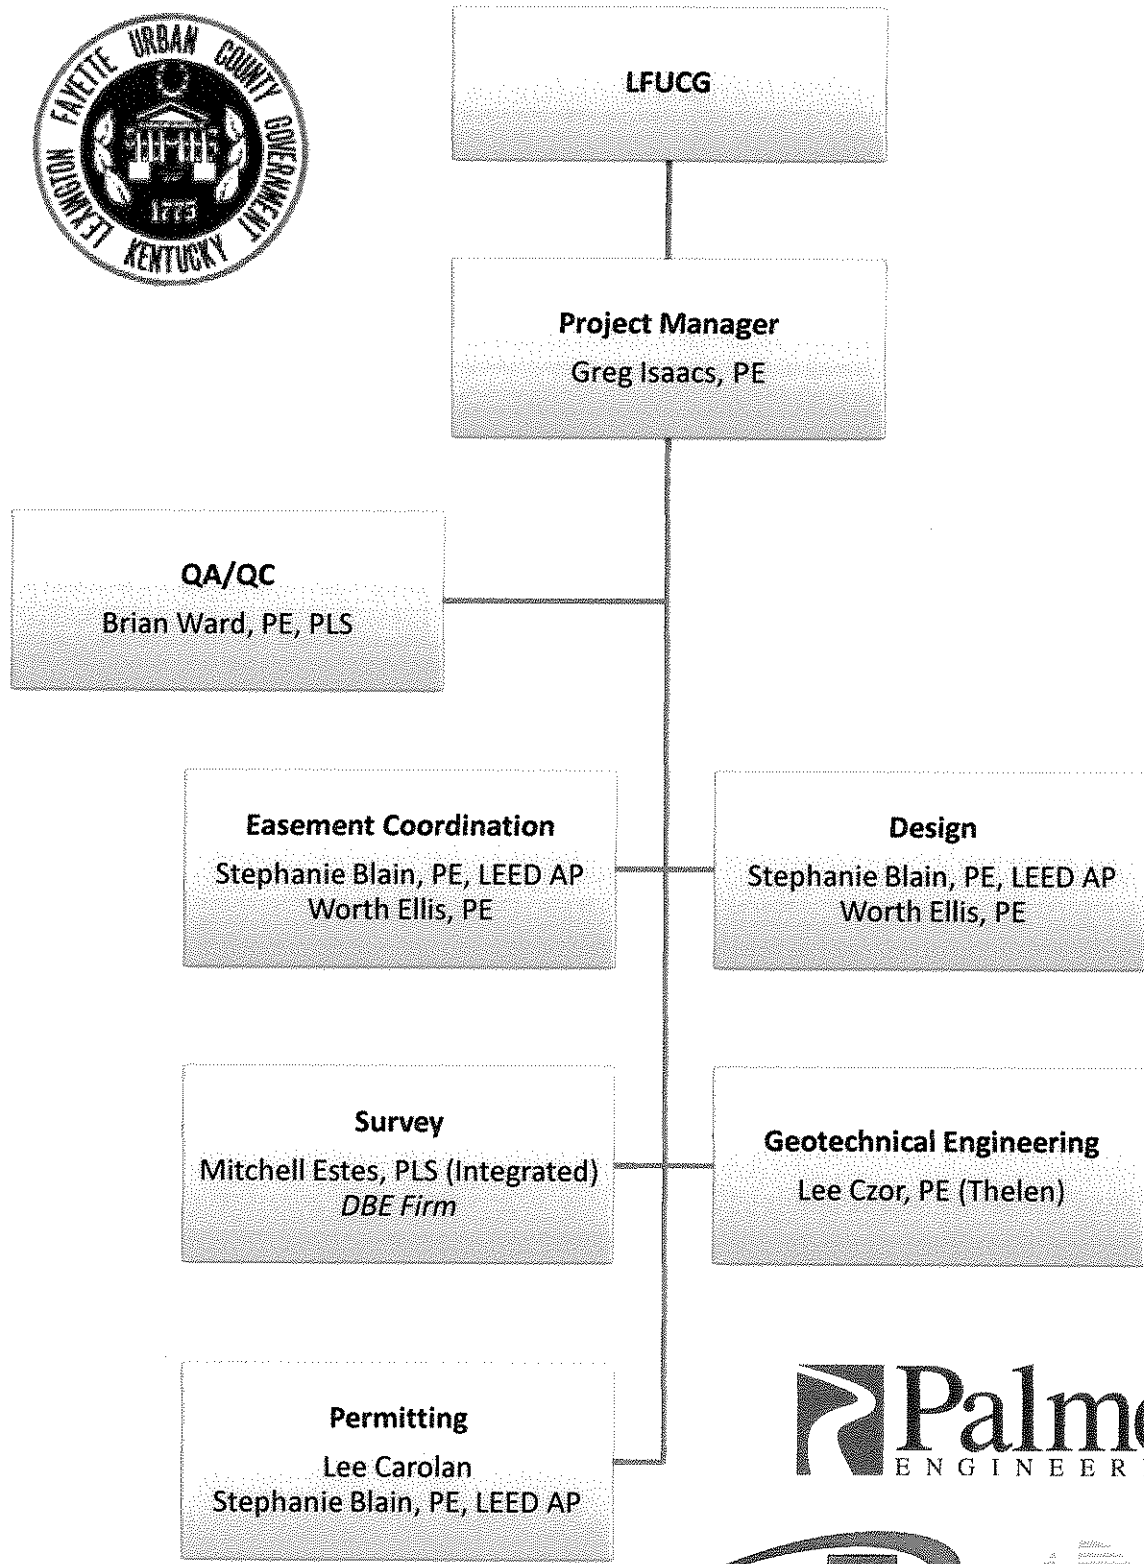 LEXINGTON FAYETTE URBAN COUNTY GOVERNMENT
1775
KENTUCKY
LFUCG
Project Manager
Greg Isaacs, PE
QA/QC
Brian Ward, PE, PLS
Easement Coordination
Stephanie Blain, PE, LEED AP
Worth Ellis, PE
Design
Stephanie Blain, PE, LEED AP
Worth Ellis, PE
Survey
Mitchell Estes, PLS (Integrated)
DBE Firm
Geotechnical Engineering
Lee Czor, PE (Thelen)
Permitting
Lee Carolan
Stephanie Blain, PE, LEED AP